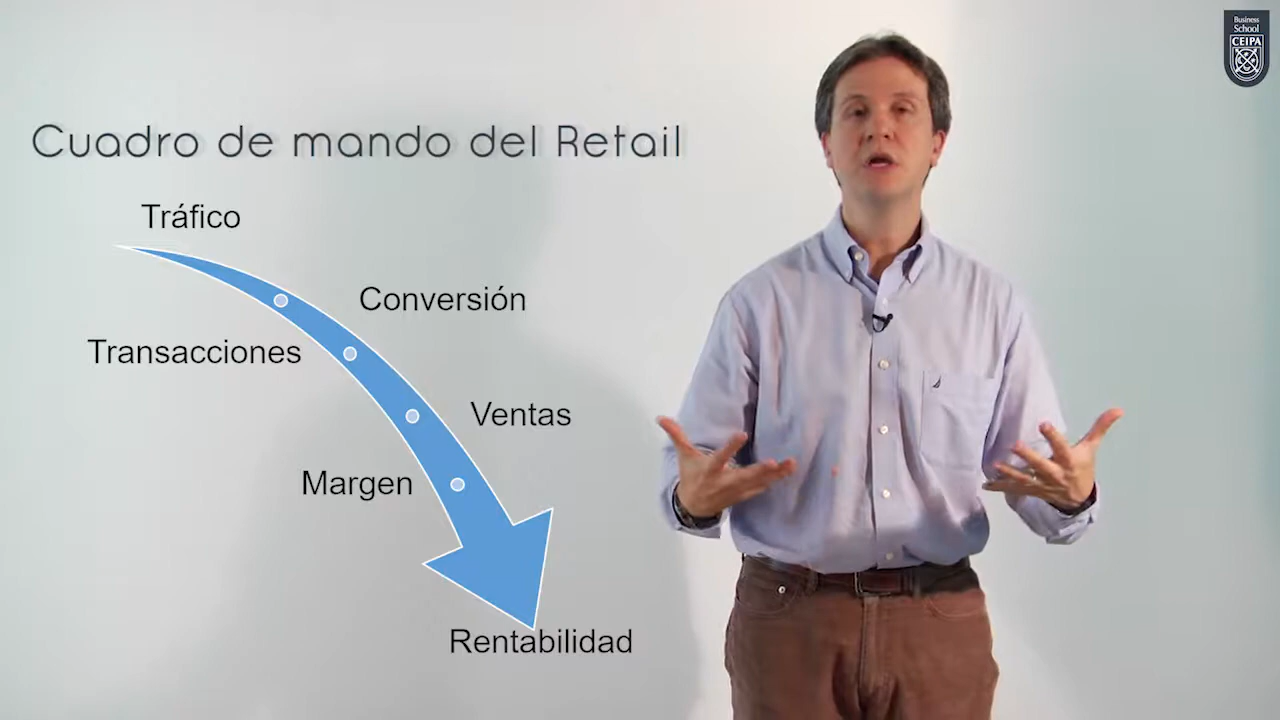 Business
School
CEIPA
Cuadro de mando del Retail
Tráfico
Conversión
Transacciones
Ventas
Margen
Rentabilidad